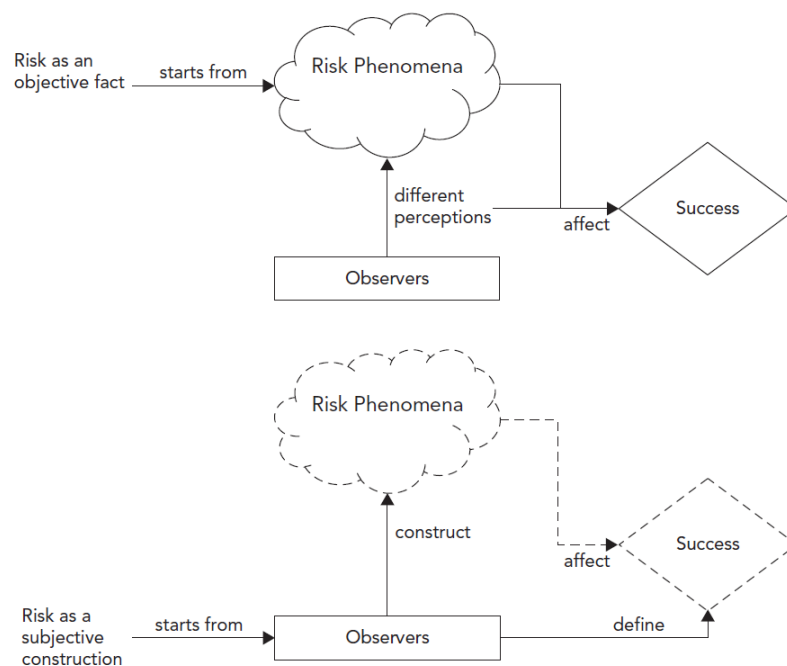 Risk as an
objective fact
starts from
Risk Phenomena
different
perceptions
affect
Success
Observers
Risk Phenomena
construct
affect
Success
Risk as a
subjective
construction
starts from
Observers
define